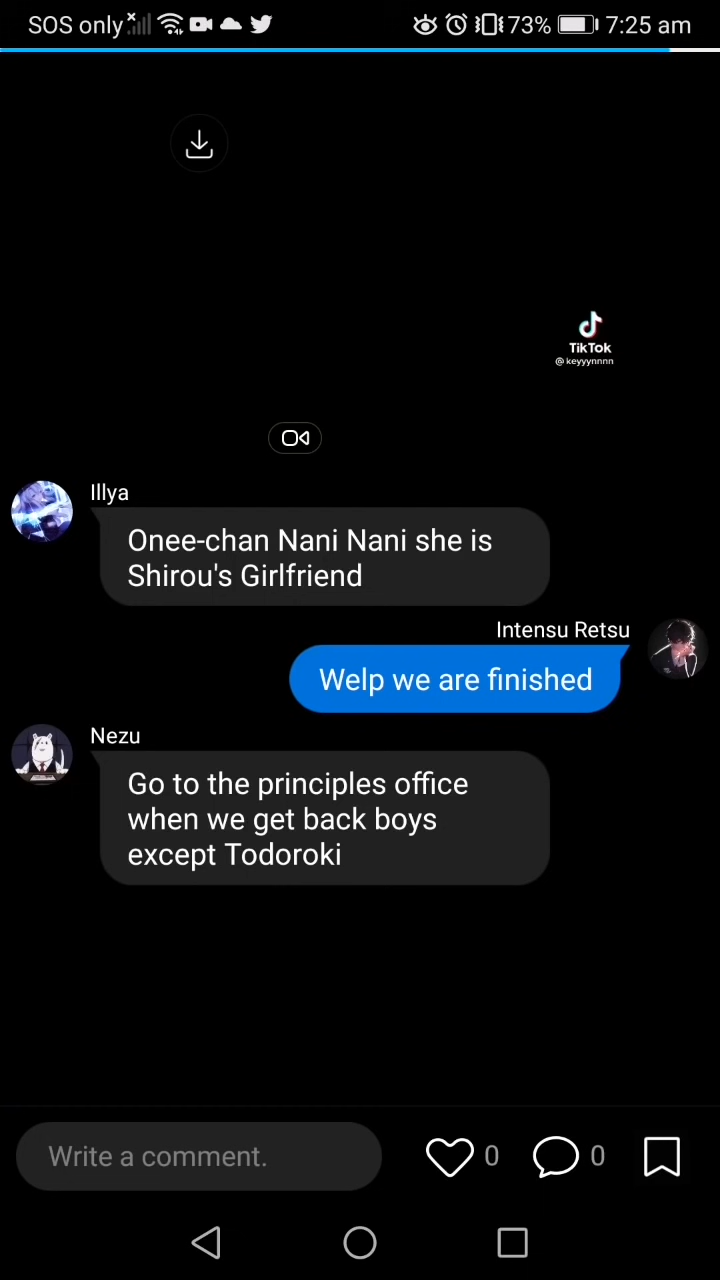 SOS only 73% 7:25 am
TikTok
@keyyynnnn
Illya
Onee-chan Nani Nani she is
Shirou's Girlfriend
Intensu Retsu
Welp we are finished
Nezu
Go to the principles office
when we get back boys
except Todoroki
Write a comment. 0 0